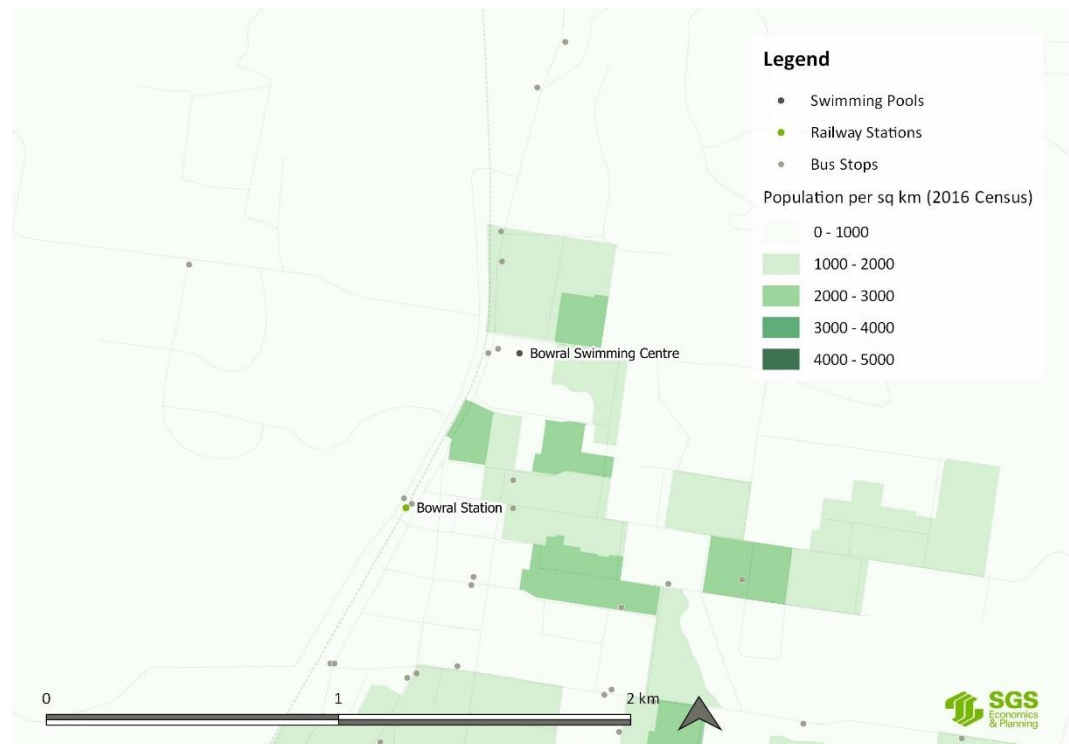 Legend
Swimming Pools
Railway Stations
Bus Stops
Population per sq km (2016 Census)
0 - 1000
1000 - 2000
2000 - 3000
3000 - 4000
4000 - 5000
Bowral Swimming Centre
Bowral Station
0 1 2 km
SGS
Economics
& Planning